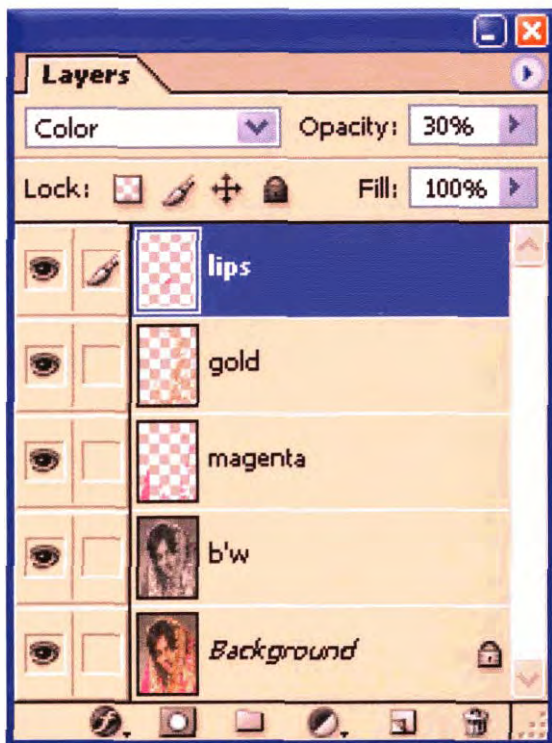 Layers
Color Opacity: 30%
Lock: Fill: 100%
lips
gold
magenta
b'w
Background